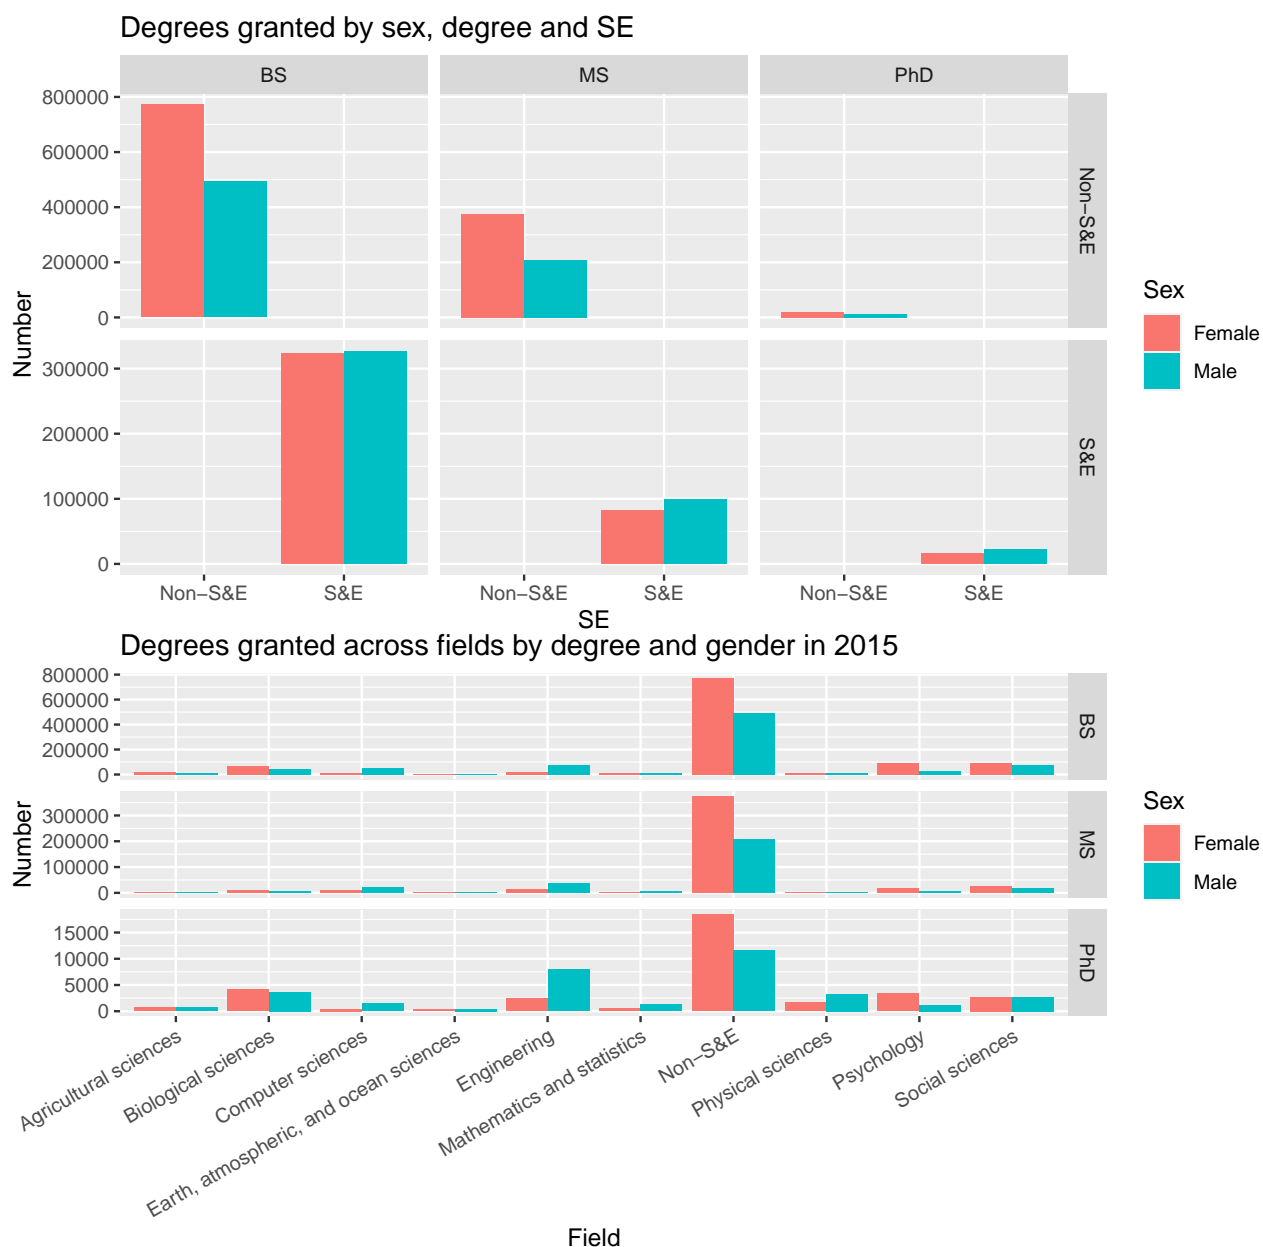 Degrees granted by sex, degree and SE
BS MS PhD
800000
600000
400000
200000
0
Non−S&E
Number
300000
200000
100000
0
S&E
Non−S&E S&E Non−S&E S&E Non−S&E S&E
SE
Sex
Female
Male
Degrees granted across fields by degree and gender in 2015
800000
600000
400000
200000
0
BS
Number
300000
200000
100000
0
MS
15000
10000
5000
0
PhD
Agricultural sciences
Biological sciences
Computer sciences
Earth, atmospheric, and ocean sciences
Engineering
Mathematics and statistics
Non−S&E
Physical sciences
Psychology
Social sciences
Field
Sex
Female
Male